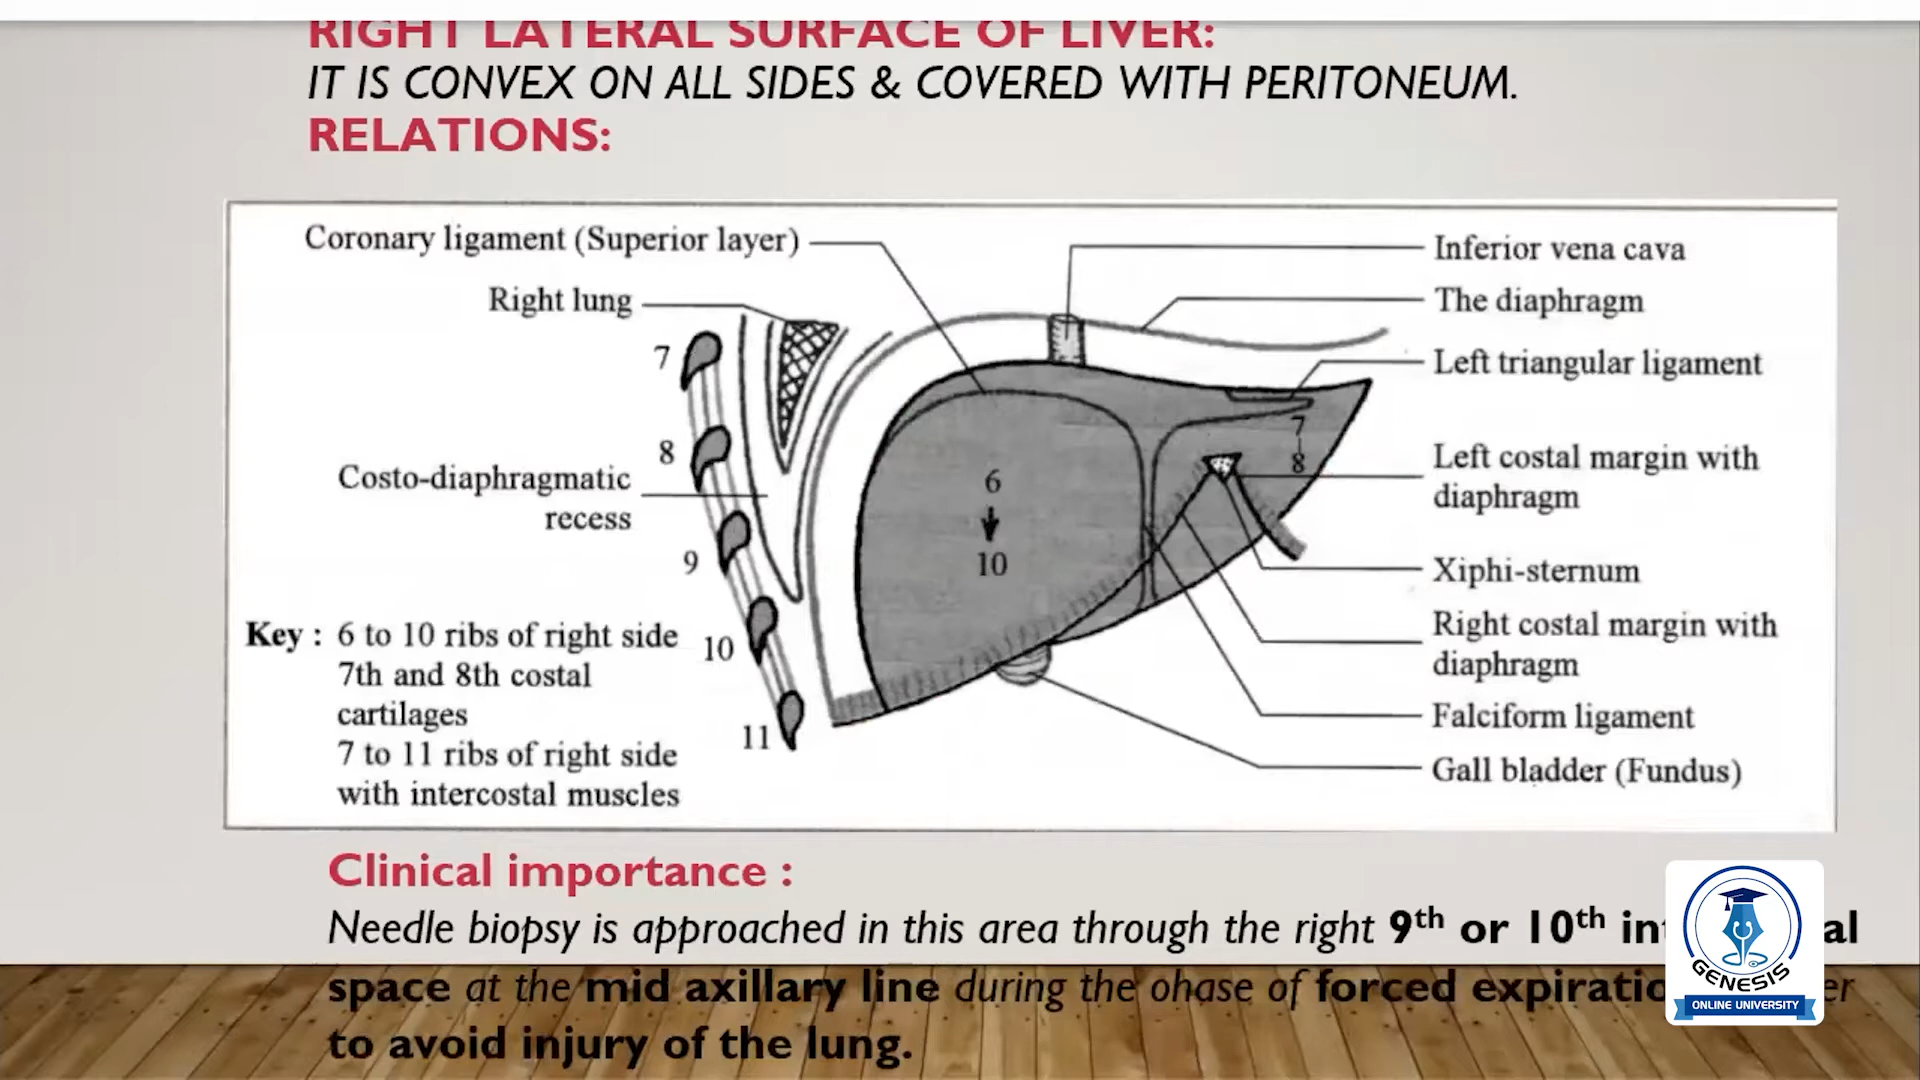 RIGHT LATERAL SURFACE OF LIVER:
IT IS CONVEX ON ALL SIDES & COVERED WITH PERITONEUM.
RELATIONS:
Coronary ligament (Superior layer)
Right lung
Costo-diaphragmatic
recess
Key : 6 to 10 ribs of right side
7th and 8th costal
cartilages
7 to 11 ribs of right side
with intercostal muscles
7
8
9
10
11
6
10
7
8
Inferior vena cava
The diaphragm
Left triangular ligament
Left costal margin with
diaphragm
Xiphi-sternum
Right costal margin with
diaphragm
Falciform ligament
Gall bladder (Fundus)
Clinical importance :
Needle biopsy is approached in this area through the right 9th or 10th in al
space at the mid axillary line during the ohase of forced expiratio er
to avoid injury of the lung.
GENESIS
ONLINE UNIVERSITY